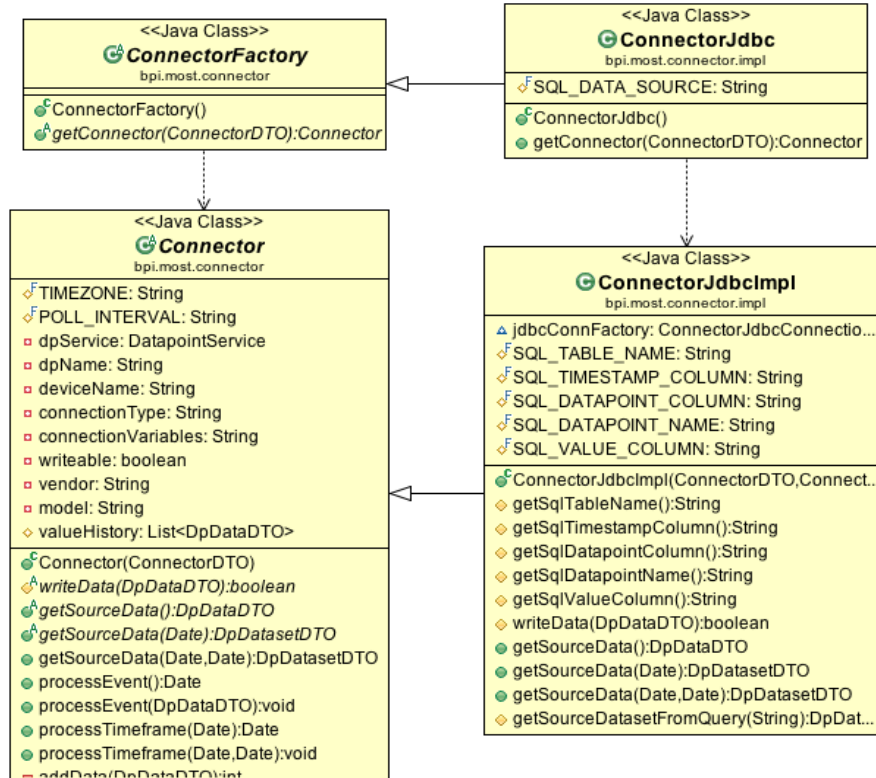 <<Java Class>>
ConnectorFactory
bpi.most.connector
ConnectorFactory()
getConnector(ConnectorDTO):Connector
<<Java Class>>
ConnectorJdbc
bpi.most.connector.impl
SQL_DATA_SOURCE: String
ConnectorJdbc()
getConnector(ConnectorDTO):Connector
<<Java Class>>
Connector
bpi.most.connector
TIMEZONE: String
POLL_INTERVAL: String
dpService: DatapointService
dpName: String
deviceName: String
connectionType: String
connectionVariables: String
writeable: boolean
vendor: String
model: String
valueHistory: List<DpDataDTO>
Connector(ConnectorDTO)
writeData(DpDataDTO):boolean
getSourceData():DpDataDTO
getSourceData(Date):DpDatasetDTO
getSourceData(Date,Date):DpDatasetDTO
processEvent():Date
processEvent(DpDataDTO):void
processTimeframe(Date):Date
processTimeframe(Date,Date):void
addData(DpDataDTO):int
<<Java Class>>
ConnectorJdbcImpl
bpi.most.connector.impl
jdbcConnFactory: ConnectorJdbcConnectio...
SQL_TABLE_NAME: String
SQL_TIMESTAMP_COLUMN: String
SQL_DATAPOINT_COLUMN: String
SQL_DATAPOINT_NAME: String
SQL_VALUE_COLUMN: String
ConnectorJdbcImpl(ConnectorDTO,Connect...
getSqlTableName():String
getSqlTimestampColumn():String
getSqlDatapointColumn():String
getSqlDatapointName():String
getSqlValueColumn():String
writeData(DpDataDTO):boolean
getSourceData():DpDataDTO
getSourceData(Date):DpDatasetDTO
getSourceData(Date,Date):DpDatasetDTO
getSourceDatasetFromQuery(String):DpDat...